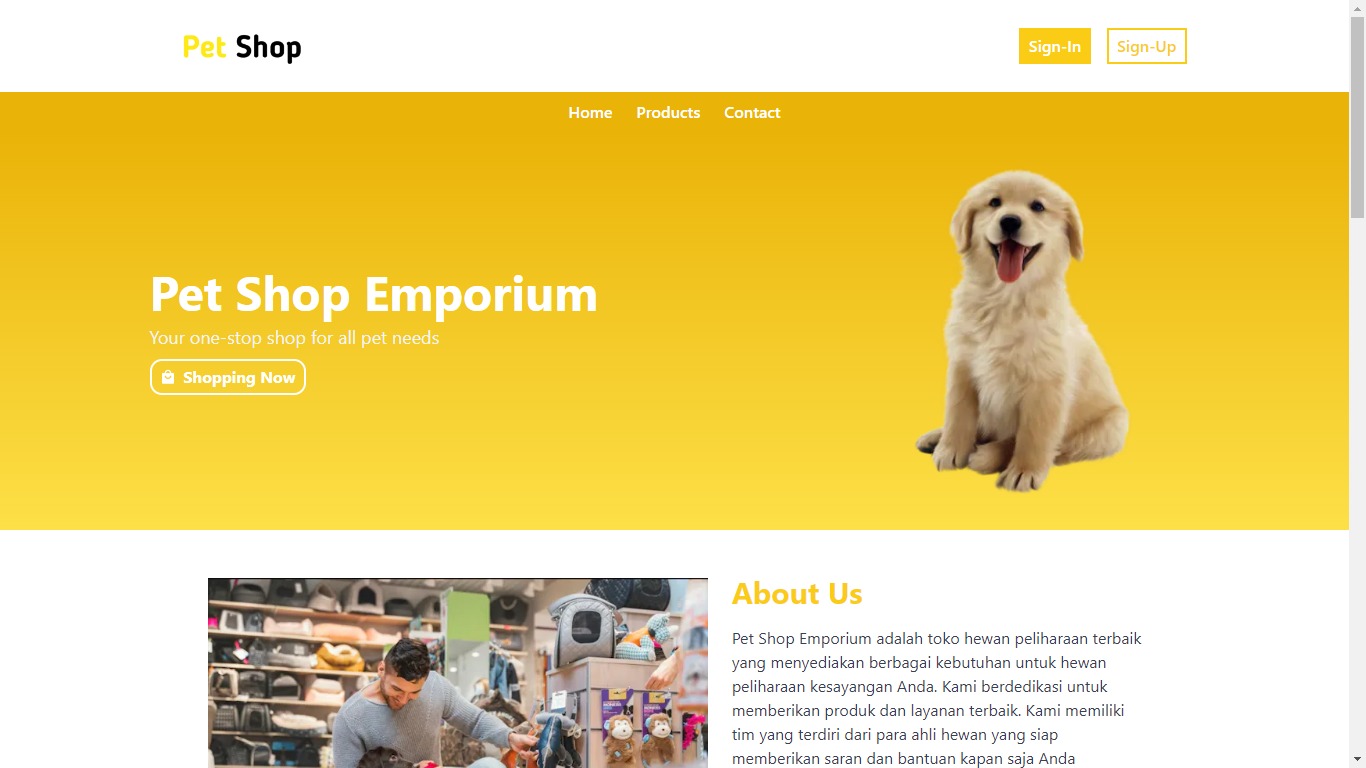 Pet Shop
Sign-In
Sign-Up
Home
Products
Contact
Pet Shop Emporium
Your one-stop shop for all pet needs
Shopping Now
About Us
Pet Shop Emporium adalah toko hewan peliharaan terbaik
yang menyediakan berbagai kebutuhan untuk hewan
peliharaan kesayangan Anda. Kami berdedikasi untuk
memberikan produk dan layanan terbaik. Kami memiliki
tim yang terdiri dari para ahli hewan yang siap
memberikan saran dan bantuan kapan saja Anda